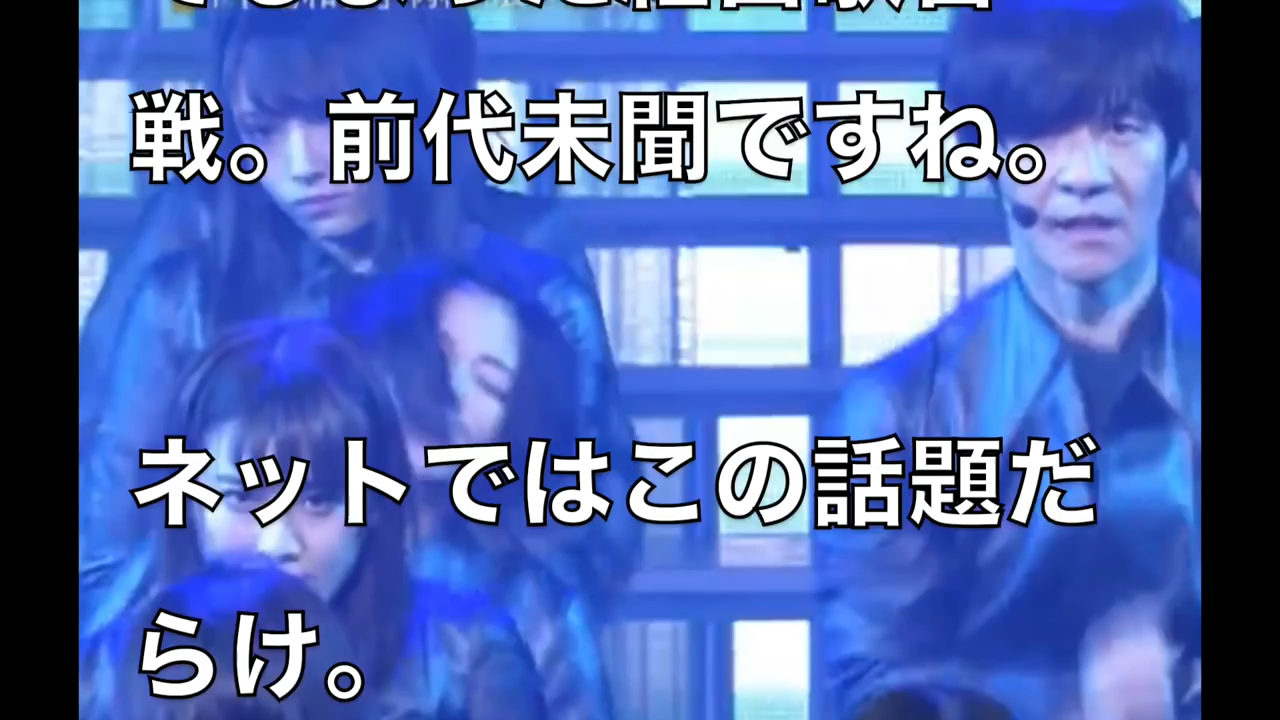 戦。前代未聞ですね。
ネットではこの話題だ
らけ。